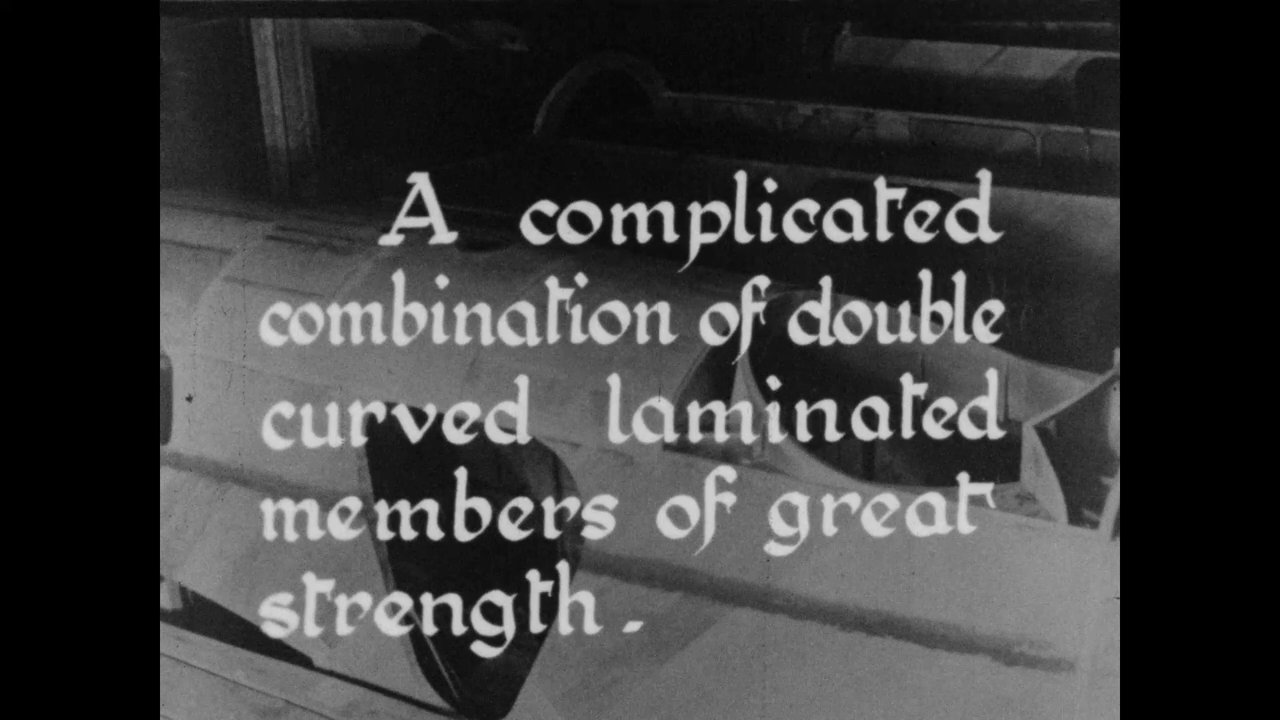 A complicated
combination of double
curved laminated
members of great
strength.